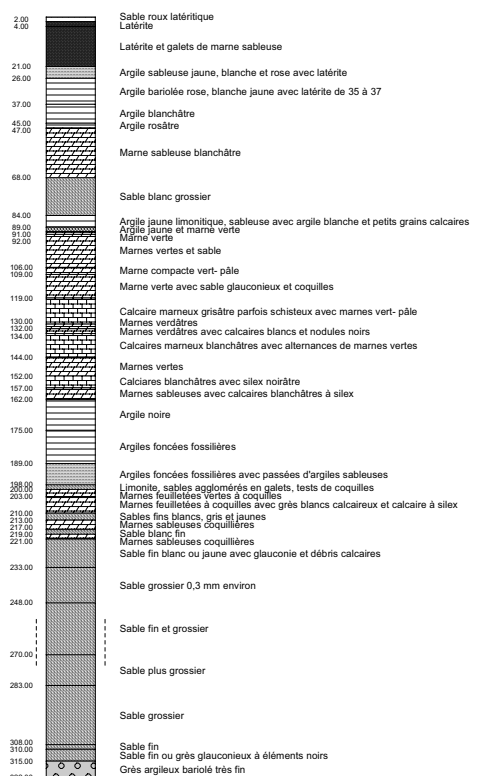 Sable roux latéritique
2.00
Latérite
4.00
Latérite et galets de marne sableuse
21.00
Argile sableuse jaune, blanche et rose avec latérite
26.00
Argile bariolée rose, blanche jaune avec latérite de 35 à 37
37.00
Argile blanchâtre
45.00
Argile rosâtre
47.00
Marne sableuse blanchâtre
68.00
Sable blanc grossier
84.00
Argile jaune limonitique, sableuse avec argile blanche et petits grains calcaires
89.00
Argile jaune et marne verte
91.00
Marne verte
92.00
Marnes vertes et sable
106.00
Marne compacte vert- pâle
109.00
Marne verte avec sable glauconieux et coquilles
119.00
Calcaire marneux grisâtre parfois schisteux avec marnes vert- pâle
130.00
Marnes verdâtres
132.00
Marnes verdâtres avec calcaires blancs et nodules noirs
134.00
Calcaires marneux blanchâtres avec alternances de marnes vertes
144.00
Marnes vertes
152.00
Calciares blanchâtres avec silex noirâtre
157.00
Marnes sableuses avec calcaires blanchâtres à silex
162.00
Argile noire
175.00
Argiles foncées fossilières
189.00
Argiles foncées fossilières avec passées d'argiles sableuses
198.00
Limonite, sables agglomérés en galets, tests de coquilles
200.00
Marnes feuilletées vertes à coquilles
203.00
Marnes feuilletées à coquilles avec grès blancs calcaireux et calcaire à silex
210.00
Sables fins blancs, gris et jaunes
213.00
Marnes sableuses coquillières
217.00
Sable blanc fin
219.00
Marnes sableuses coquillières
221.00
Sable fin blanc ou jaune avec glauconie et débris calcaires
233.00
Sable grossier 0,3 mm environ
248.00
Sable fin et grossier
270.00
Sable plus grossier
283.00
Sable grossier
308.00
Sable fin
310.00
Sable fin ou grès glauconieux à éléments noirs
315.00
Grès argileux bariolé très fin